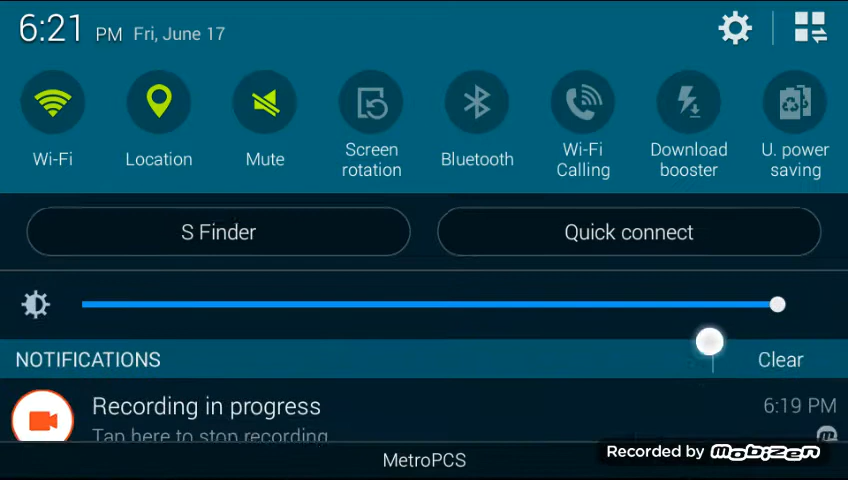 6:21 PM Fri, June 17
Wi-Fi
Location
Mute
Screen
rotation
Bluetooth
Wi-Fi
Calling
Download
booster
U. power
saving
S Finder
Quick connect
NOTIFICATIONS
Clear
Recording in progress
6:19 PM
Tap here to stop recording
Recorded by MOBIZEN
MetroPCS